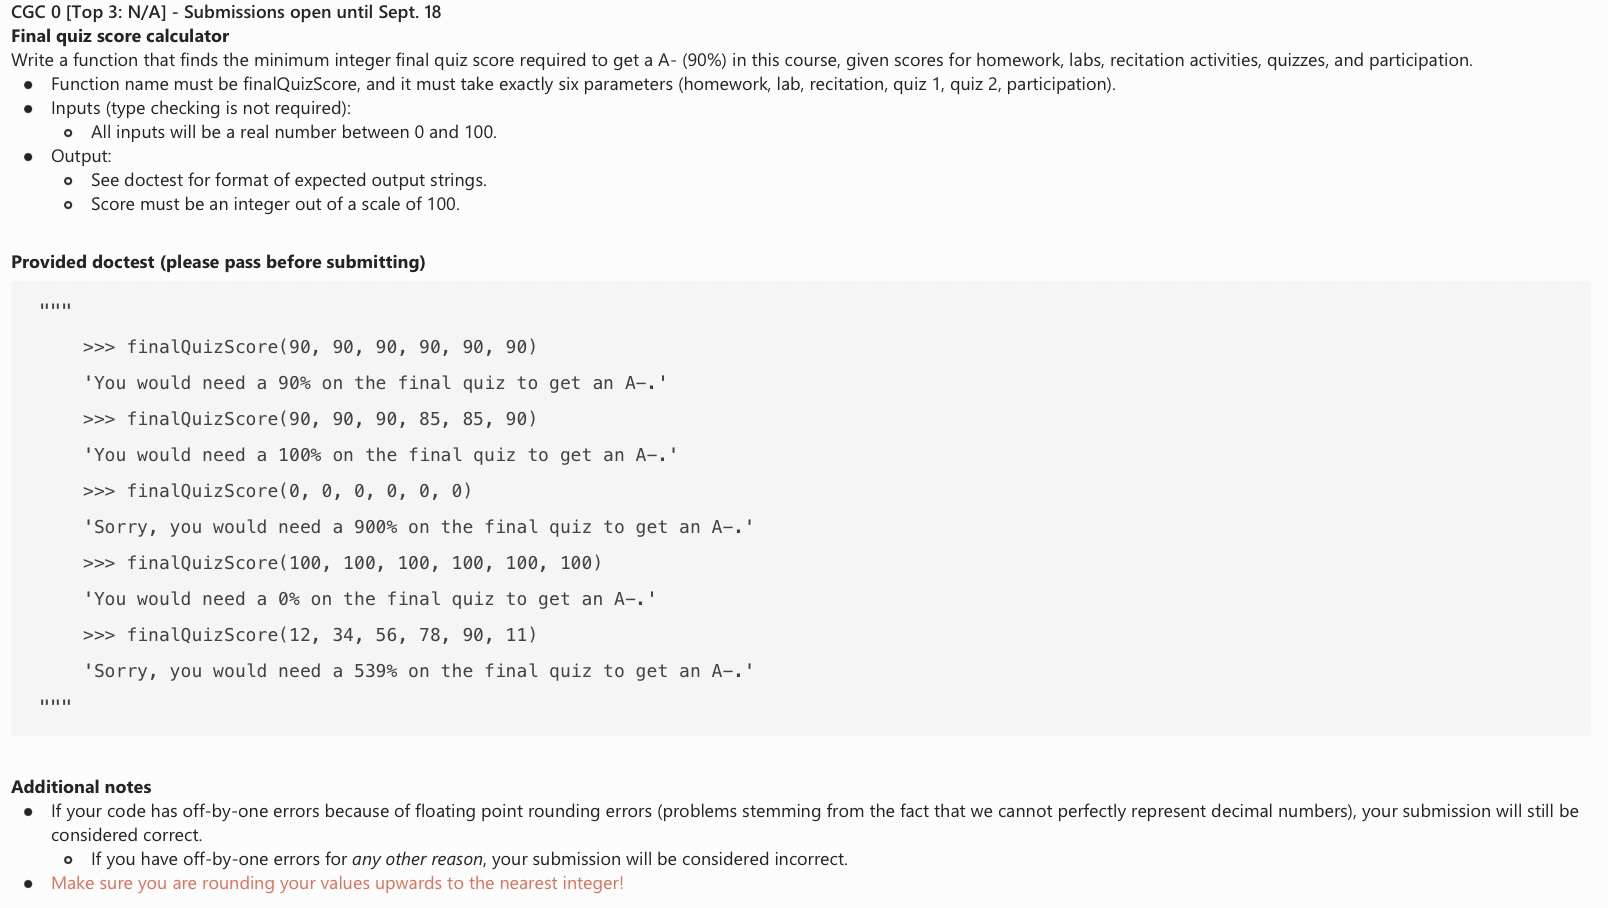 CGC 0 [Top 3: N/A] - Submissions open until Sept. 18
Final quiz score calculator
Write a function that finds the minimum integer final quiz score required to get a A- (90%) in this course, given scores for homework, labs, recitation activities, quizzes, and participation.
● Function name must be finalQuizScore, and it must take exactly six parameters (homework, lab, recitation, quiz 1, quiz 2, participation).
● Inputs (type checking is not required):
○ All inputs will be a real number between 0 and 100.
● Output:
○ See doctest for format of expected output strings.
○ Score must be an integer out of a scale of 100.
Provided doctest (please pass before submitting)
"""
>>> finalQuizScore(90, 90, 90, 90, 90, 90)
'You would need a 90% on the final quiz to get an A-.'
>>> finalQuizScore(90, 90, 90, 85, 85, 90)
'You would need a 100% on the final quiz to get an A-.'
>>> finalQuizScore(0, 0, 0, 0, 0, 0)
'Sorry, you would need a 900% on the final quiz to get an A-.'
>>> finalQuizScore(100, 100, 100, 100, 100, 100)
'You would need a 0% on the final quiz to get an A-.'
>>> finalQuizScore(12, 34, 56, 78, 90, 11)
'Sorry, you would need a 539% on the final quiz to get an A-.'
"""
Additional notes
● If your code has off-by-one errors because of floating point rounding errors (problems stemming from the fact that we cannot perfectly represent decimal numbers), your submission will still be
considered correct.
○ If you have off-by-one errors for any other reason, your submission will be considered incorrect.
● Make sure you are rounding your values upwards to the nearest integer!